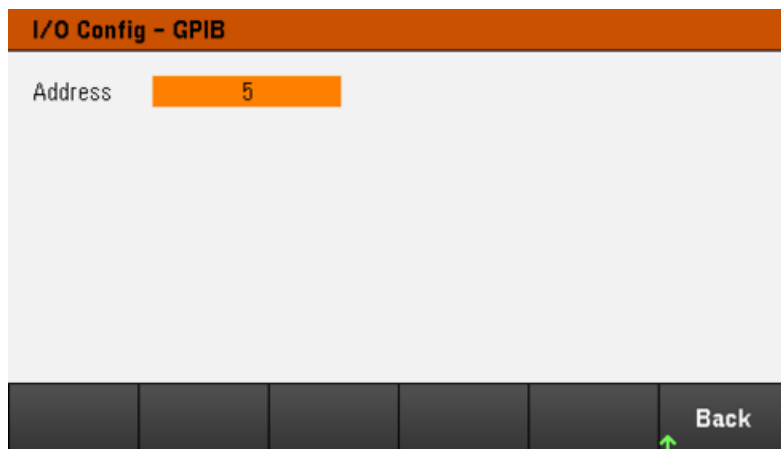 I/O Config – GPIB
Address 5
Back